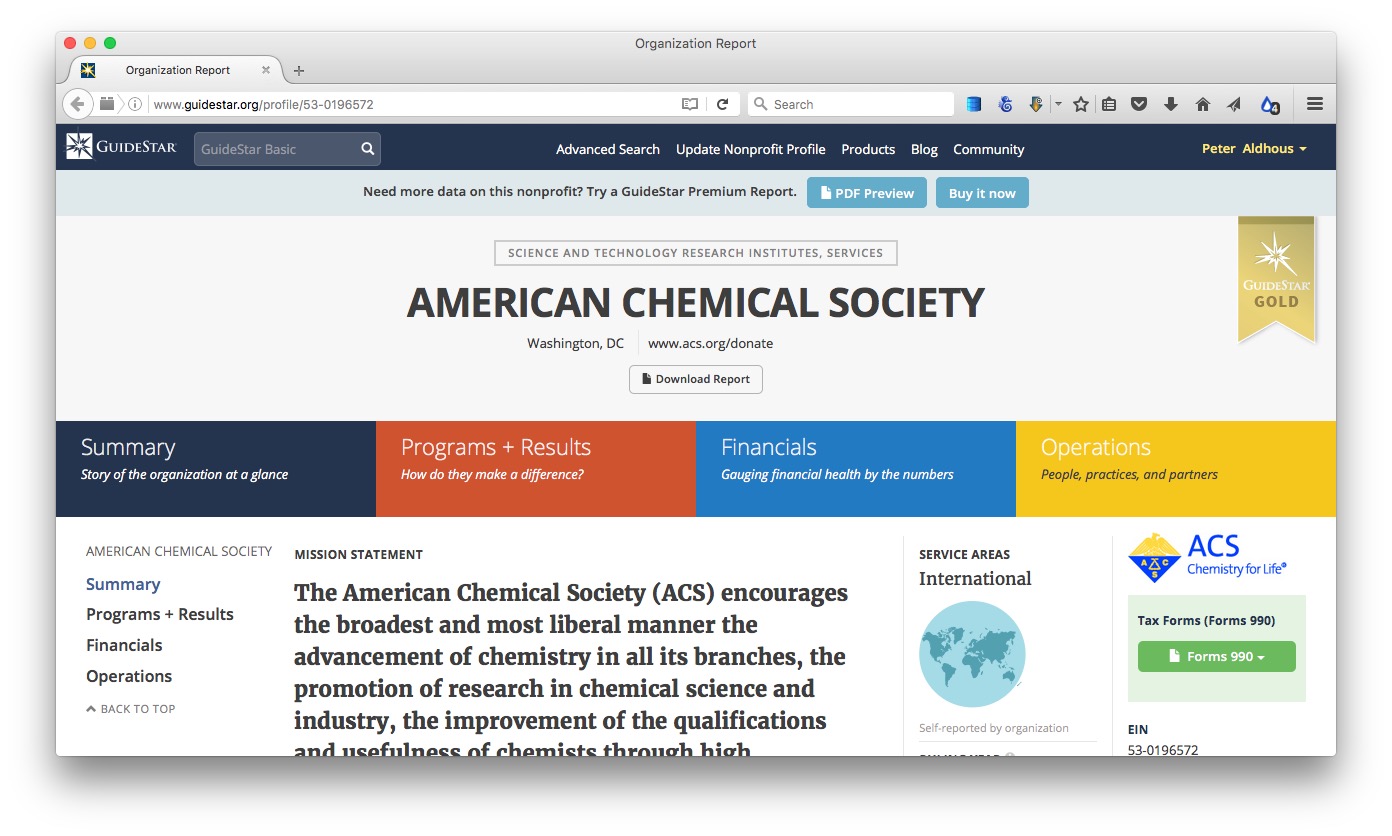 Organization Report
Organization Report
www.guidestar.org/profile/53-0196572
Search
4
GUIDESTAR
GuideStar Basic
Advanced Search
Update Nonprofit Profile
Products
Blog
Community
Peter Aldhous
Need more data on this nonprofit? Try a GuideStar Premium Report.
PDF Preview
Buy it now
SCIENCE AND TECHNOLOGY RESEARCH INSTITUTES, SERVICES
AMERICAN CHEMICAL SOCIETY
GUIDESTAR
GOLD
Washington, DC
www.acs.org/donate
Download Report
Summary
Story of the organization at a glance
Programs + Results
How do they make a difference?
Financials
Gauging financial health by the numbers
Operations
People, practices, and partners
AMERICAN CHEMICAL SOCIETY
Summary
Programs + Results
Financials
Operations
BACK TO TOP
MISSION STATEMENT
The American Chemical Society (ACS) encourages
the broadest and most liberal manner the
advancement of chemistry in all its branches, the
promotion of research in chemical science and
industry, the improvement of the qualifications
and usefulness of chemists through high
SERVICE AREAS
International
Self-reported by organization
RULING YEAR
A C S
ACS
Chemistry for Life®
Tax Forms (Forms 990)
Forms 990
EIN
53-0196572